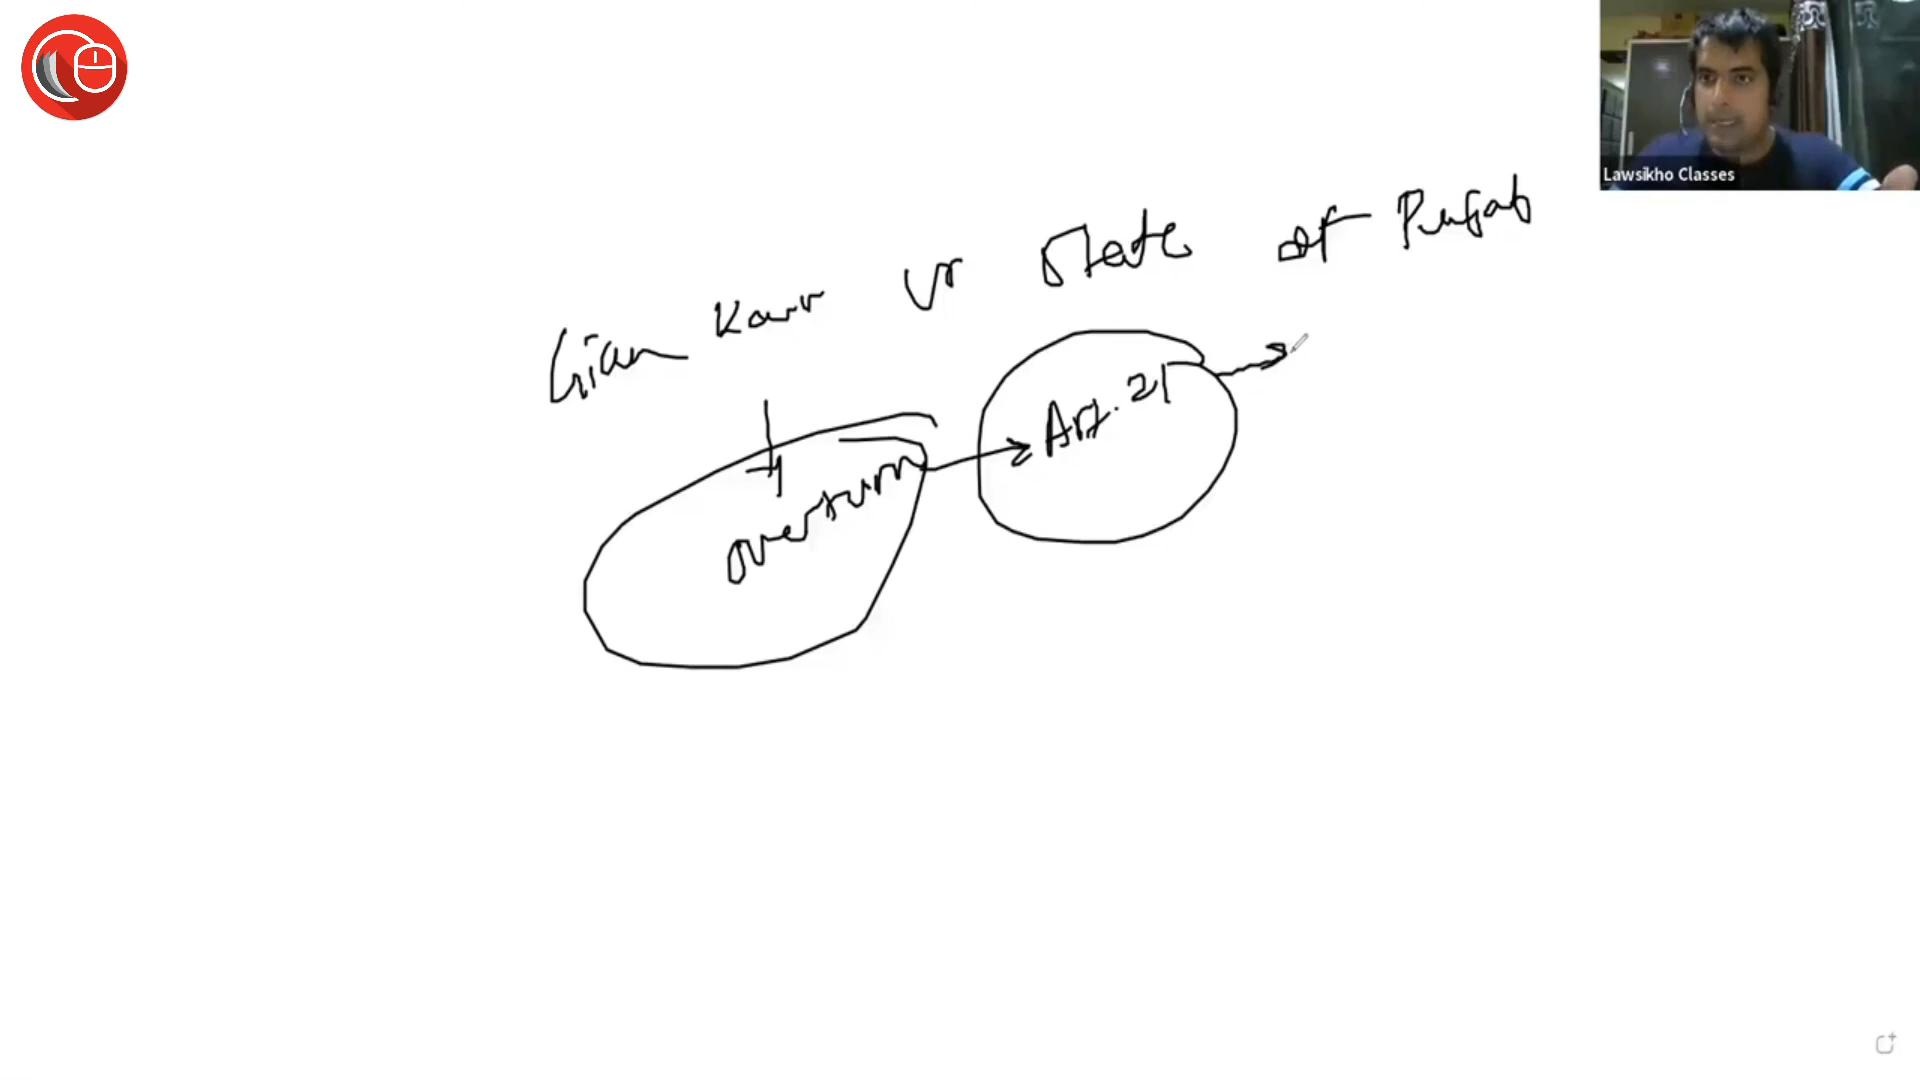 Lawsikho Classes
Gian Kaur vs State of Punjab
overturn
Art. 21